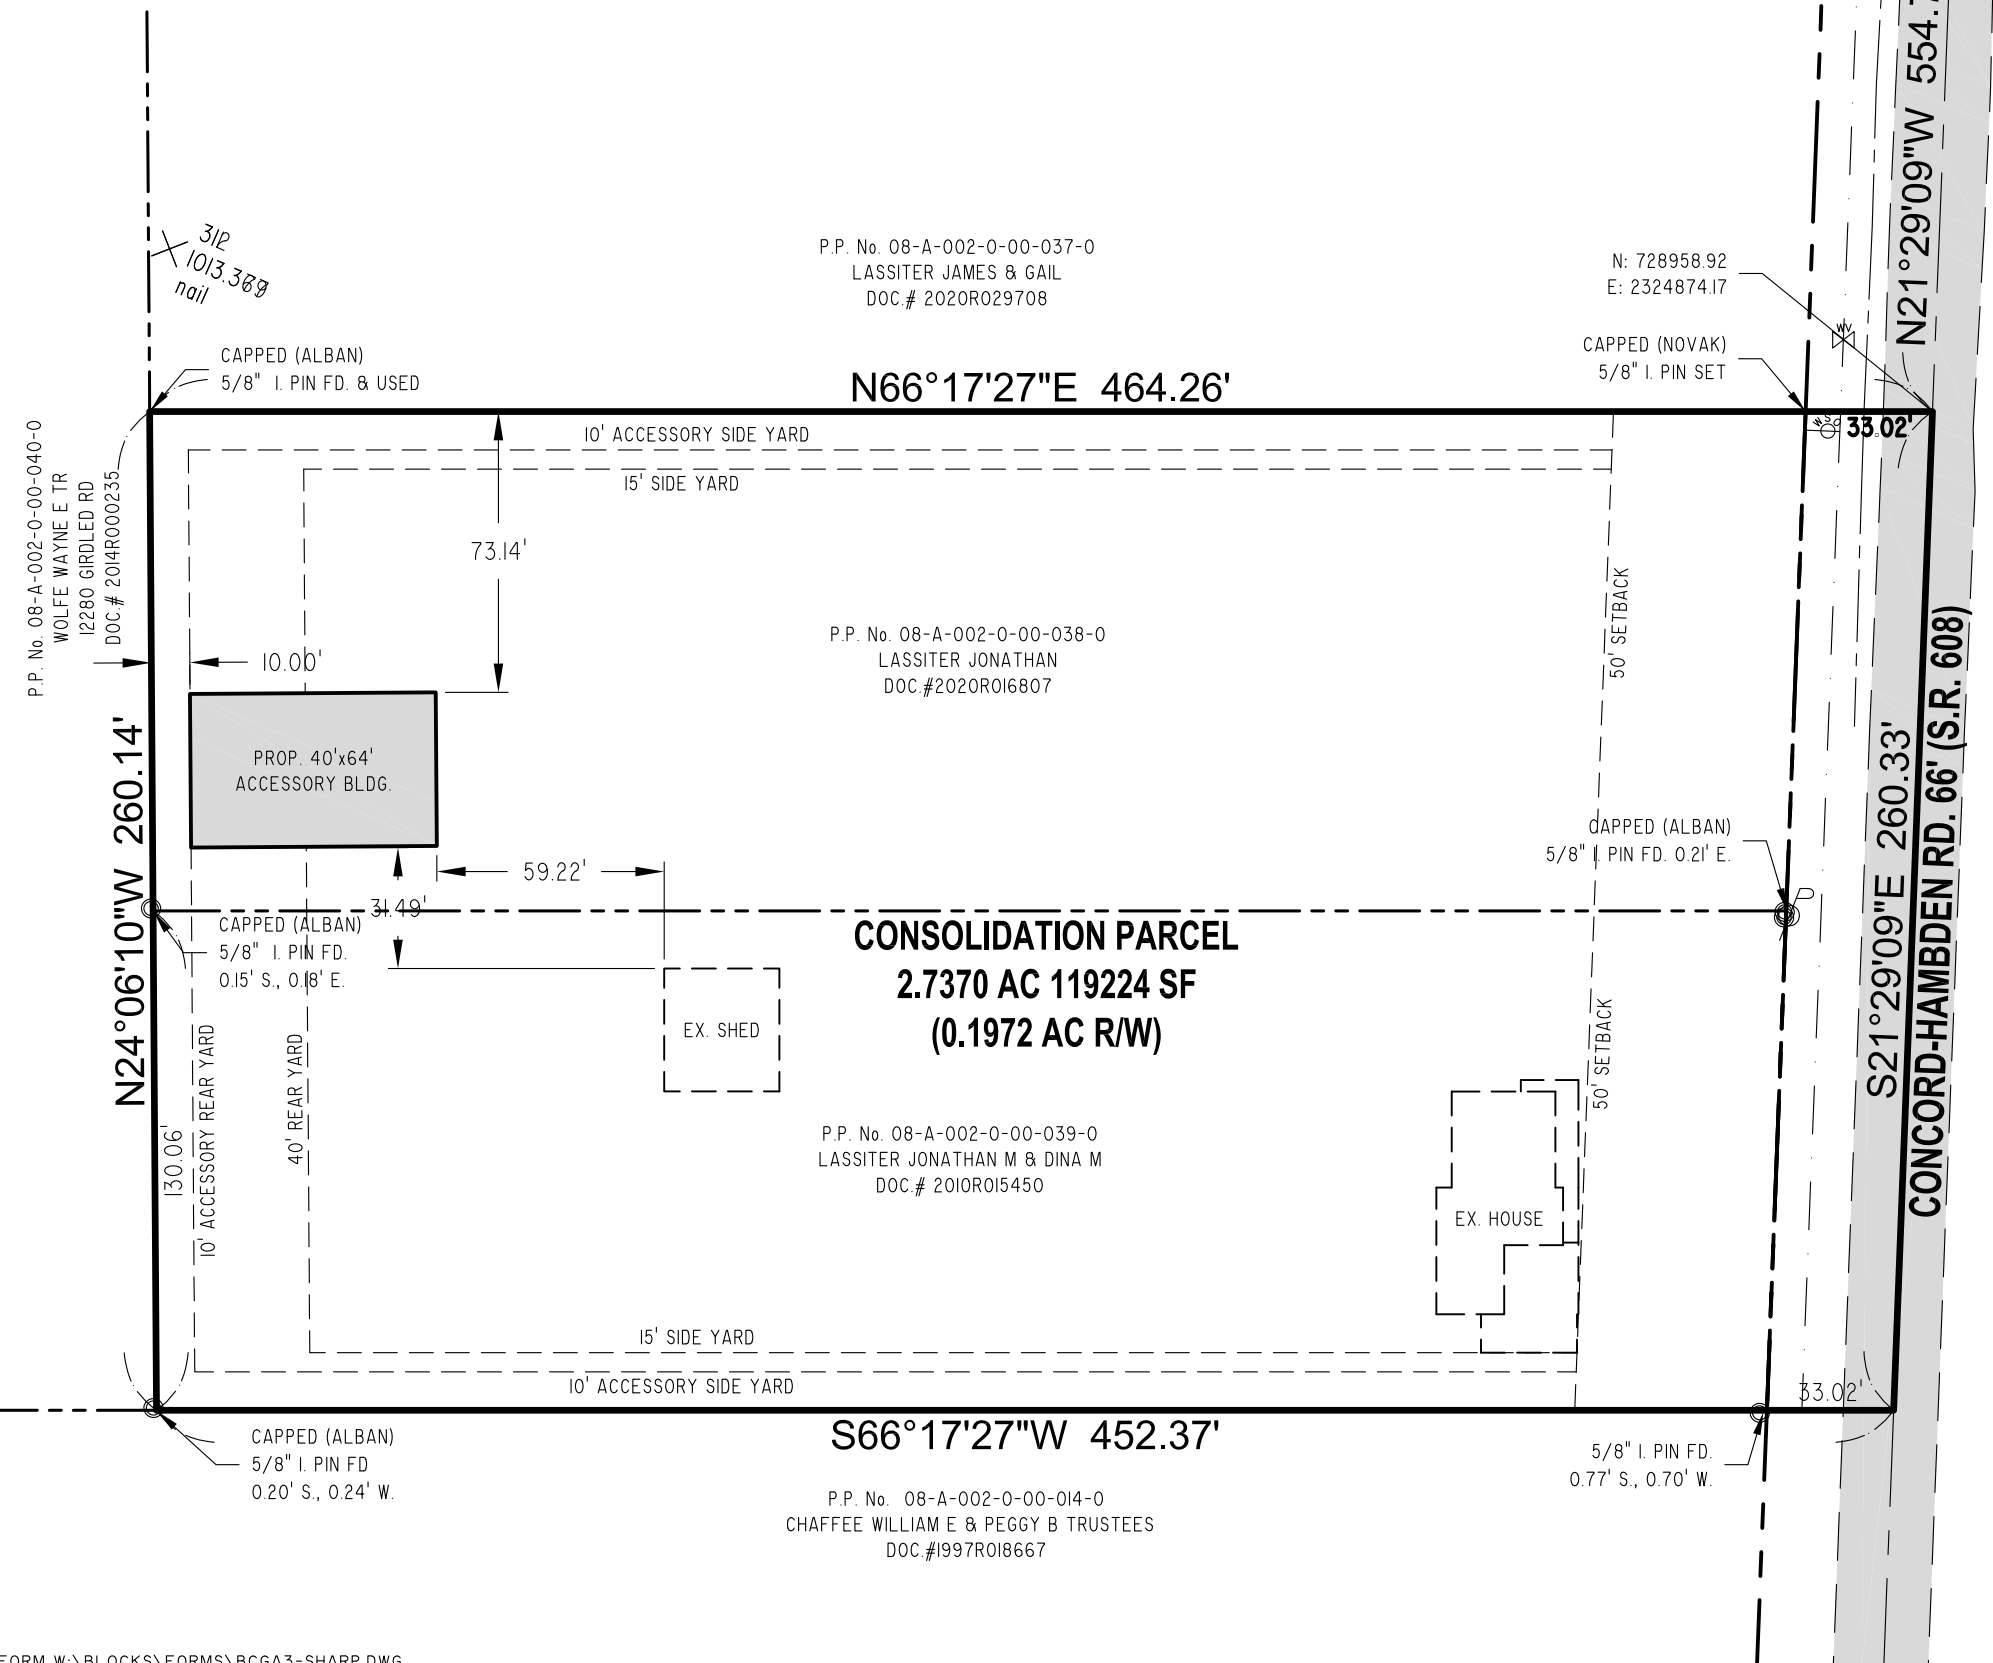 N21°29'09"W 554.7
312
1013.369
nail
P.P. No. 08-A-002-0-00-037-0
LASSITER JAMES & GAIL
DOC.# 2020R029708
N: 728958.92
E: 2324874.17
WV
CAPPED (NOVAK)
5/8" I. PIN SET
CAPPED (ALBAN)
5/8" I. PIN FD. & USED
N66°17'27"E 464.26'
WSO
33.02'
10' ACCESSORY SIDE YARD
15' SIDE YARD
P.P. No. 08-A-002-0-00-040-0
WOLFE WAYNE E TR
12280 GIRDLED RD
DOC.# 2014R000235
73.14'
10.00'
P.P. No. 08-A-002-0-00-038-0
LASSITER JONATHAN
DOC.#2020R016807
50' SETBACK
PROP. 40'x64'
ACCESSORY BLDG.
N24°06'10"W 260.14'
59.22'
31.49'
CAPPED (ALBAN)
5/8" I. PIN FD. 0.21' E.
P
S21°29'09"E 260.33'
CONCORD-HAMBDEN RD. 66' (S.R. 608)
CAPPED (ALBAN)
5/8" I. PIN FD.
0.15' S., 0.18' E.
CONSOLIDATION PARCEL
2.7370 AC 119224 SF
(0.1972 AC R/W)
EX. SHED
50' SETBACK
130.06'
10' ACCESSORY REAR YARD
40' REAR YARD
P.P. No. 08-A-002-0-00-039-0
LASSITER JONATHAN M & DINA M
DOC.# 2010R015450
EX. HOUSE
15' SIDE YARD
10' ACCESSORY SIDE YARD
33.02'
S66°17'27"W 452.37'
CAPPED (ALBAN)
5/8" I. PIN FD
0.20' S., 0.24' W.
5/8" I. PIN FD.
0.77' S., 0.70' W.
P.P. No. 08-A-002-0-00-014-0
CHAFFEE WILLIAM E & PEGGY B TRUSTEES
DOC.#1997R018667
FORM W:\BLOCKS\FORMS\BCGA3-SHARP.DWG